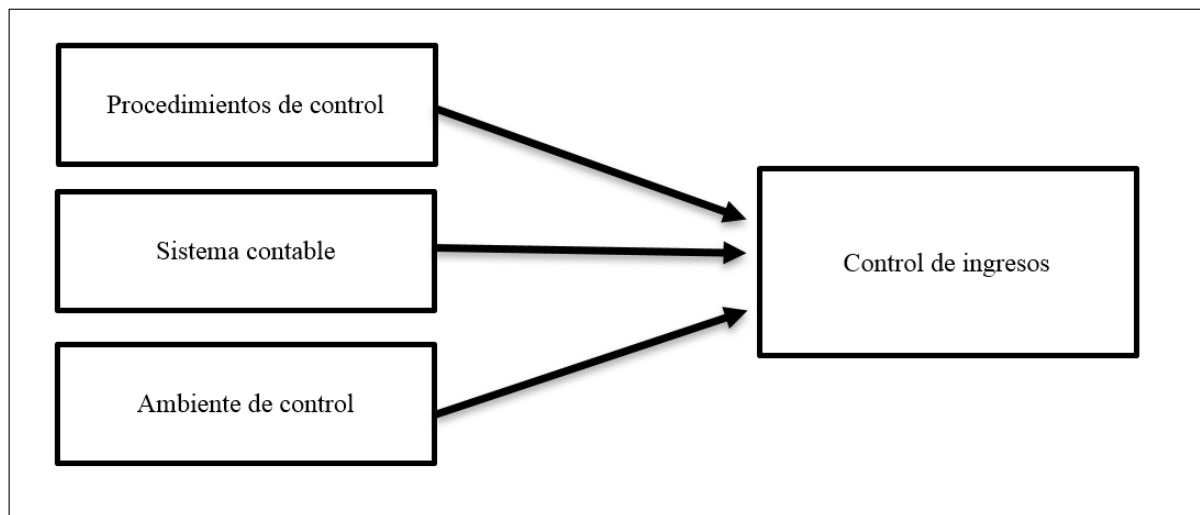 Procedimientos de control
Sistema contable
Control de ingresos
Ambiente de control